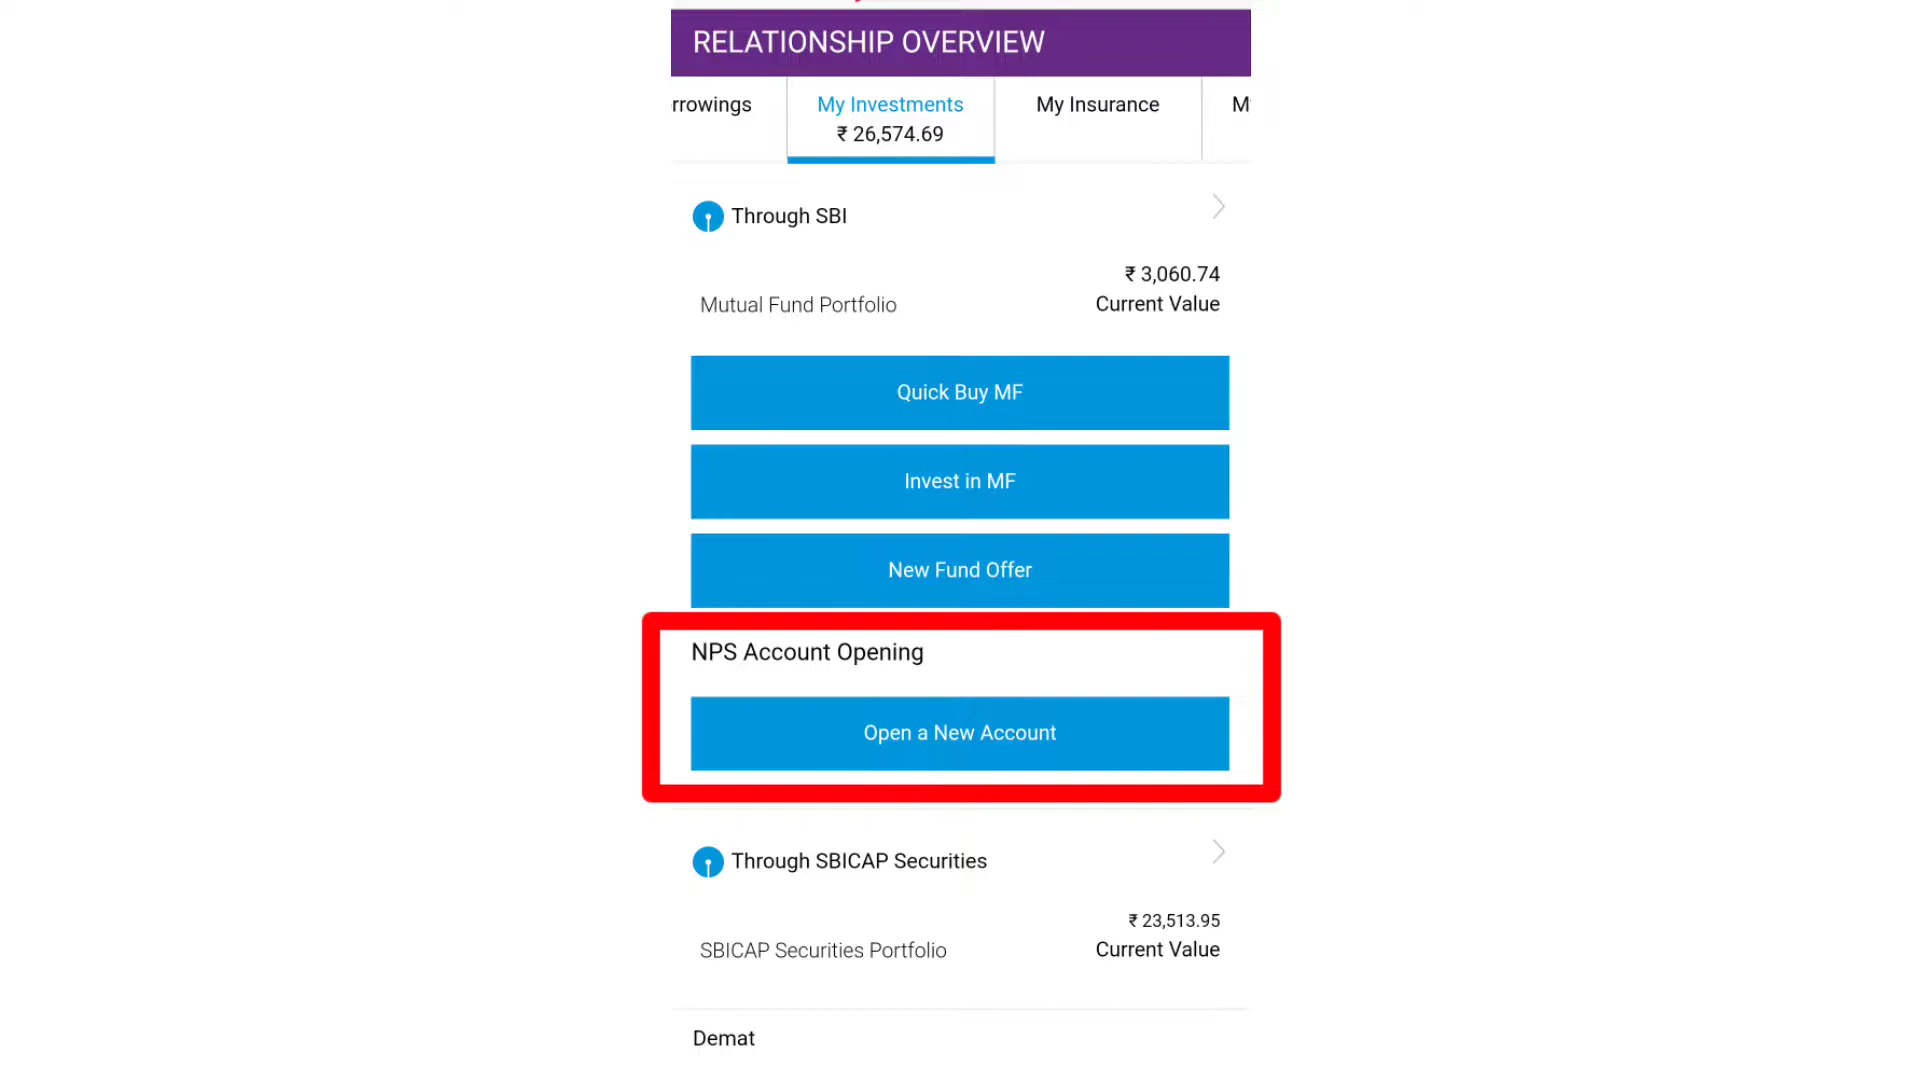 RELATIONSHIP OVERVIEW
rrowings
My Investments
₹ 26,574.69
My Insurance
M
Through SBI
₹ 3,060.74
Mutual Fund Portfolio
Current Value
Quick Buy MF
Invest in MF
New Fund Offer
NPS Account Opening
Open a New Account
Through SBICAP Securities
₹ 23,513.95
SBICAP Securities Portfolio
Current Value
Demat